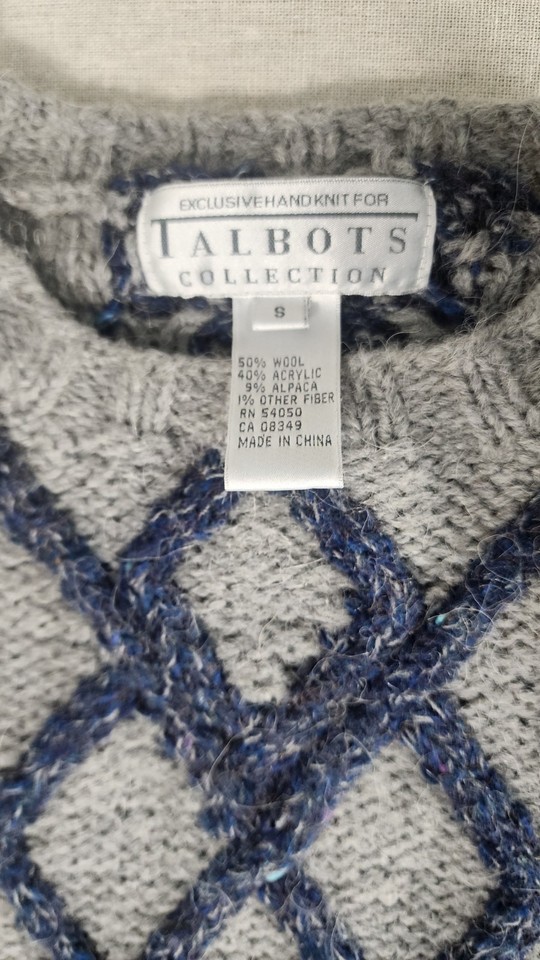 EXCLUSIVE HAND KNIT FOR
TALBOTS
COLLECTION
S
50% WOOL
40% ACRYLIC
9% ALPACA
1% OTHER FIBER
RN 54050
CA 08349
MADE IN CHINA